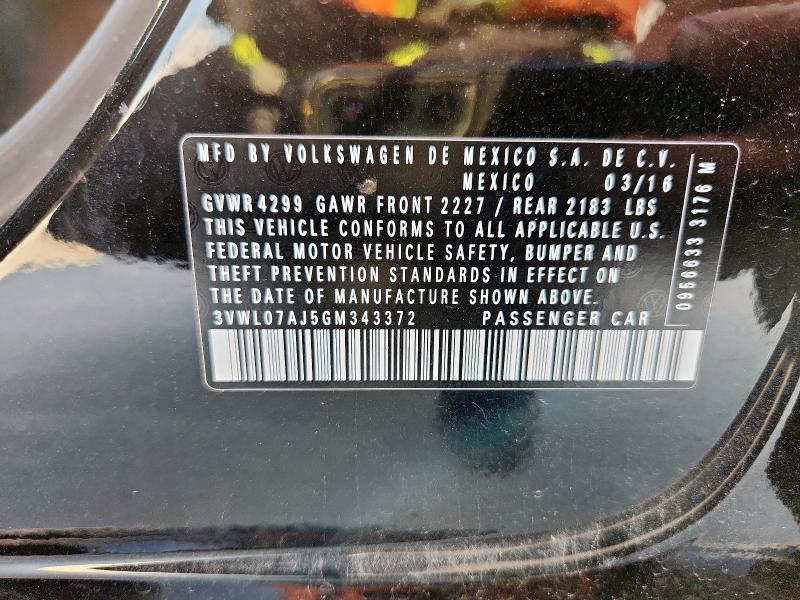 MFD BY VOLKSWAGEN DE MEXICO S.A. DE C.V.
MEXICO 03/16
GVWR 4299 GAWR FRONT 2227 / REAR 2183 LBS
THIS VEHICLE CONFORMS TO ALL APPLICABLE U.S.
FEDERAL MOTOR VEHICLE SAFETY, BUMPER AND
THEFT PREVENTION STANDARDS IN EFFECT ON
THE DATE OF MANUFACTURE SHOWN ABOVE.
3VWL07AJ5GM343372 PASSENGER CAR
0956633 3176 M